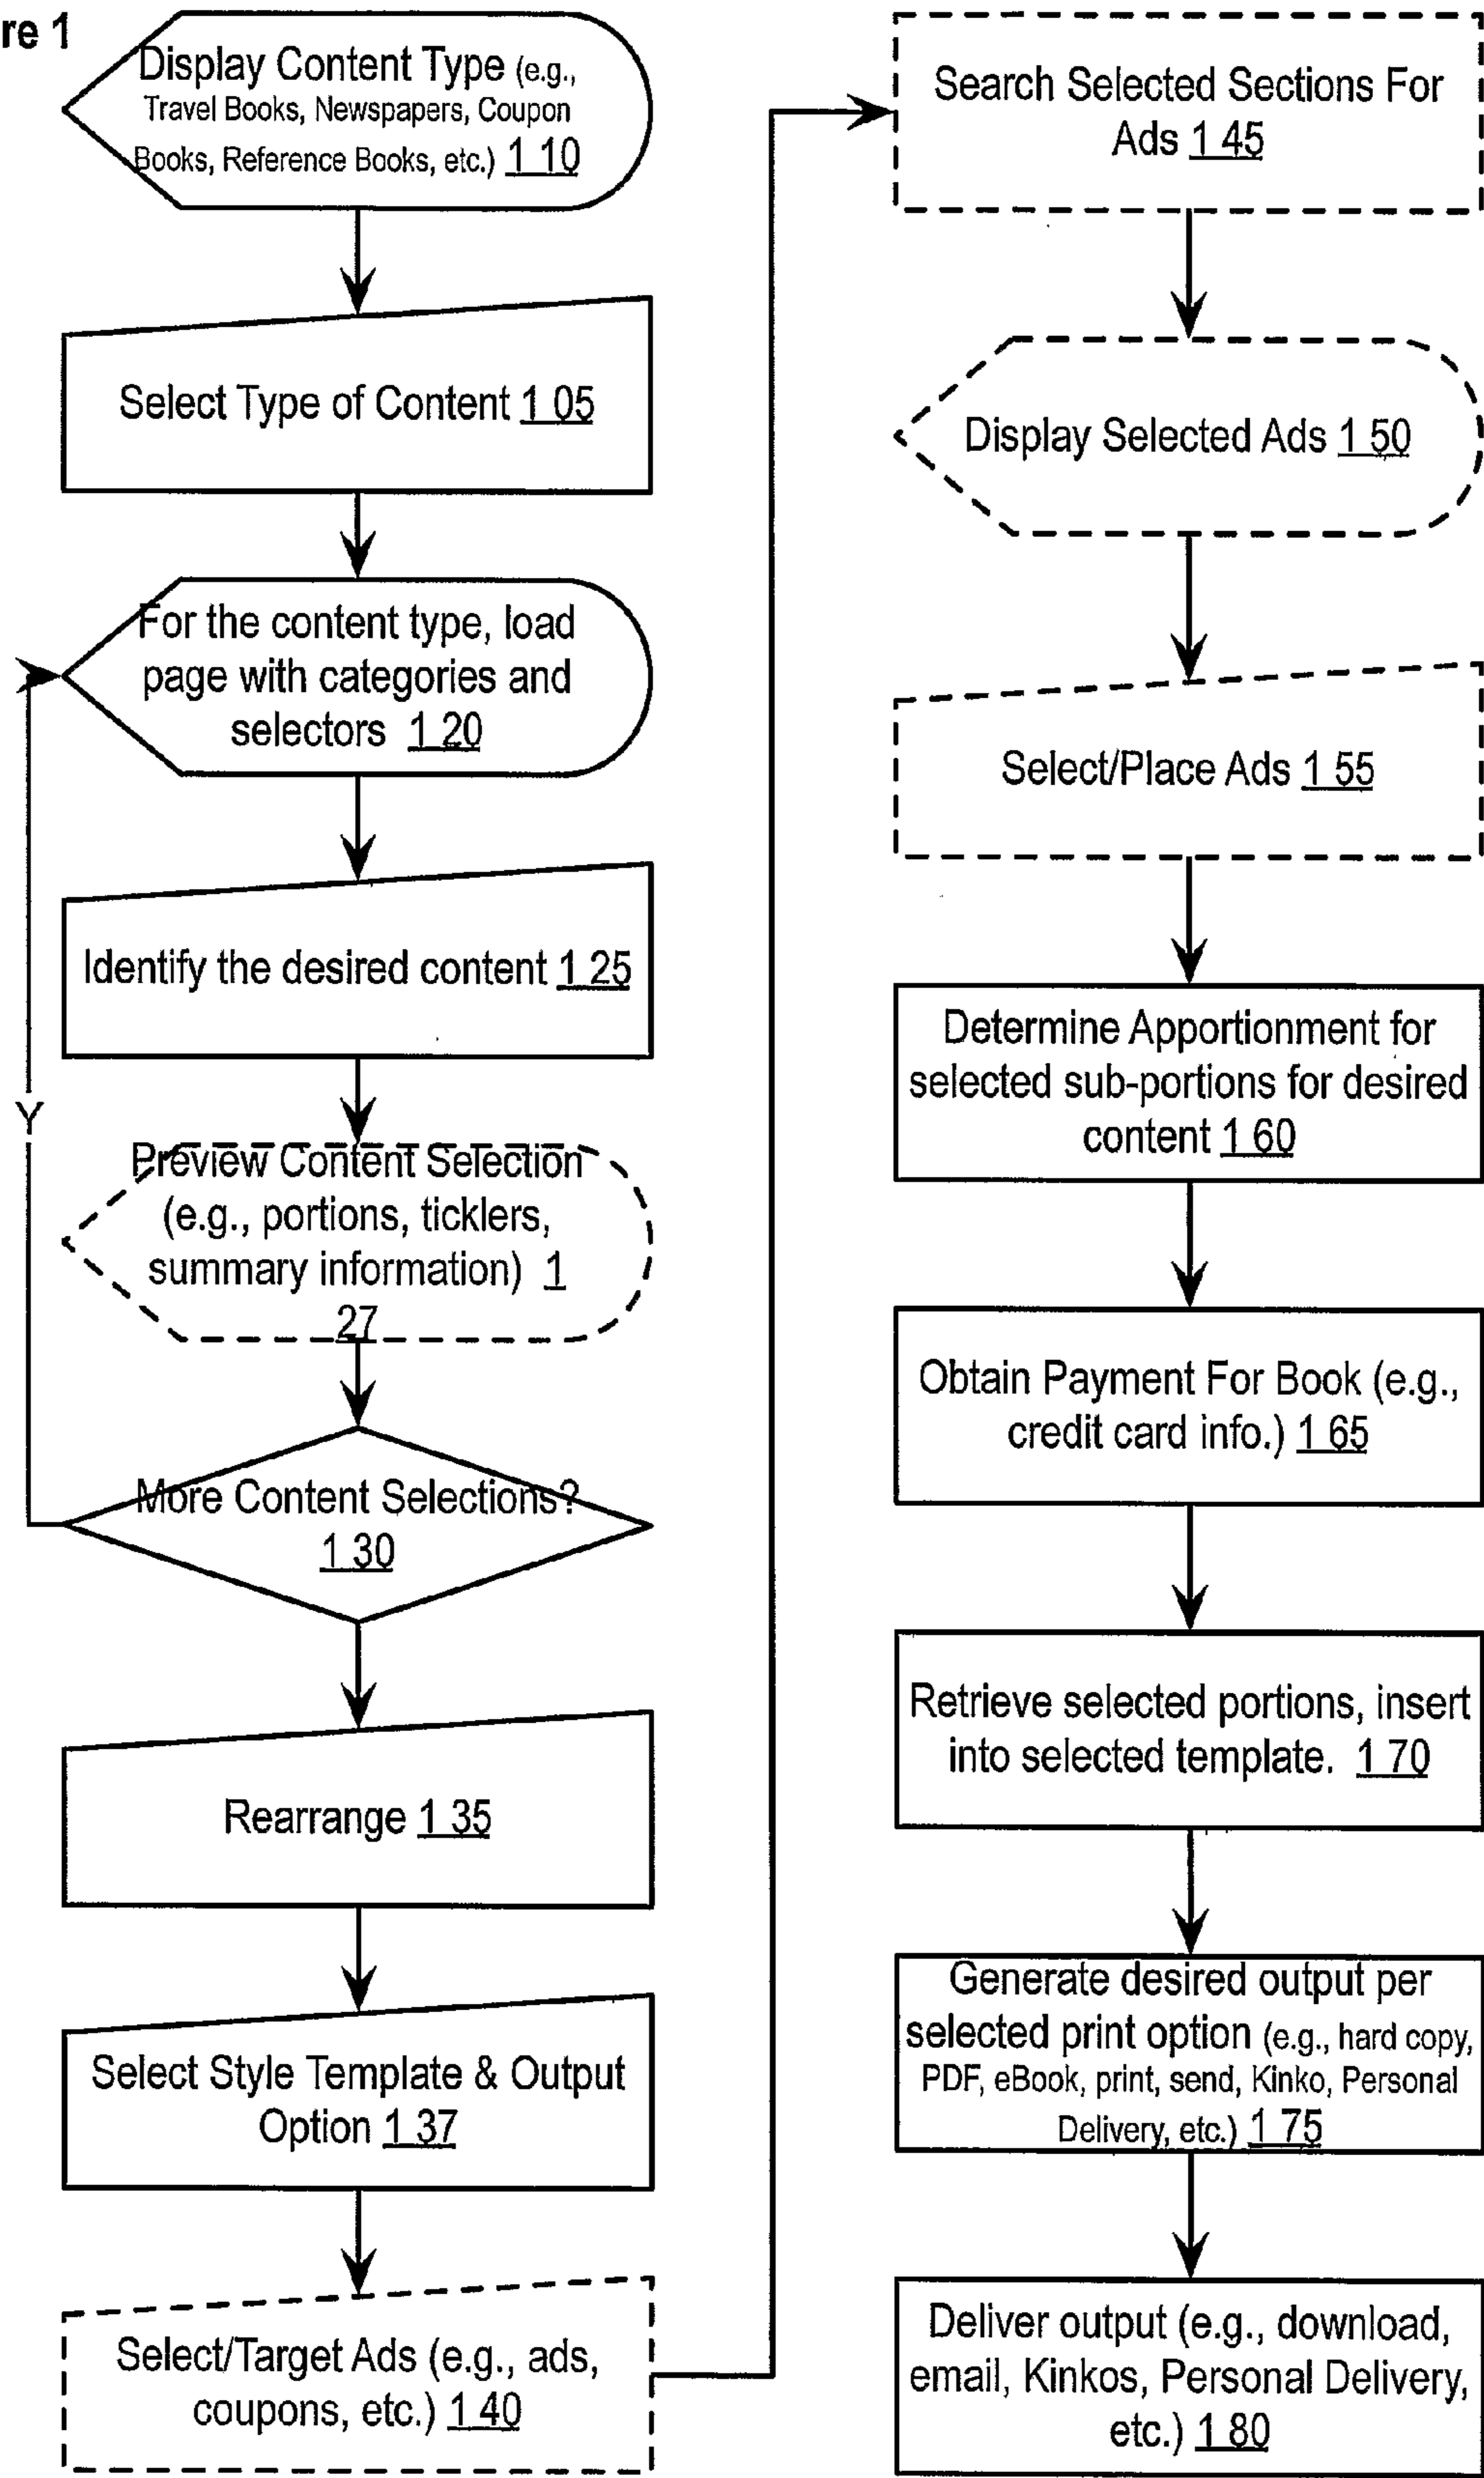 re 1
Display Content Type (e.g.,
Travel Books, Newspapers, Coupon
Books, Reference Books, etc.) 1 10
Select Type of Content 1 05
For the content type, load
page with categories and
selectors 1 20
Identify the desired content 1 25
Y
Preview Content Selection
(e.g., portions, ticklers,
summary information) 1
27
More Content Selections?
1 30
Rearrange 1 35
Select Style Template & Output
Option 1 37
Select/Target Ads (e.g., ads,
coupons, etc.) 1 40
Search Selected Sections For
Ads 1 45
Display Selected Ads 1 50
Select/Place Ads 1 55
Determine Apportionment for
selected sub-portions for desired
content 1 60
Obtain Payment For Book (e.g.,
credit card info.) 1 65
Retrieve selected portions, insert
into selected template. 1 70
Generate desired output per
selected print option (e.g., hard copy,
PDF, eBook, print, send, Kinko, Personal
Delivery, etc.) 1 75
Deliver output (e.g., download,
email, Kinkos, Personal Delivery,
etc.) 1 80